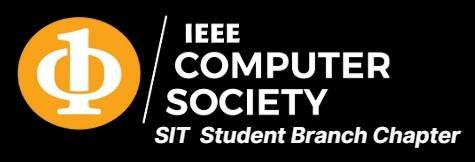 IEEE
COMPUTER
SOCIETY
SIT Student Branch Chapter